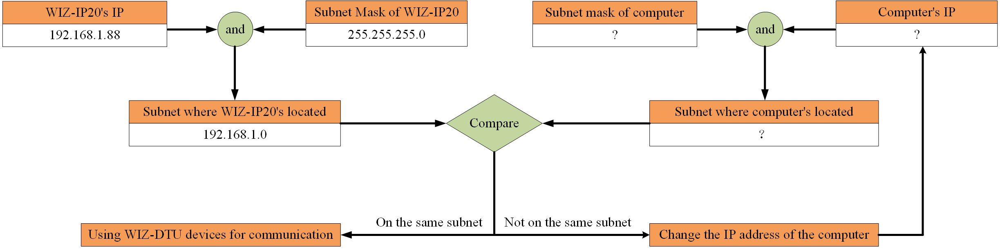 WIZ-IP20's IP
192.168.1.88
and
Subnet Mask of WIZ-IP20
255.255.255.0
Subnet mask of computer
?
and
Computer's IP
?
Subnet where WIZ-IP20's located
192.168.1.0
Compare
Subnet where computer's located
?
On the same subnet
Not on the same subnet
Using WIZ-DTU devices for communication
Change the IP address of the computer